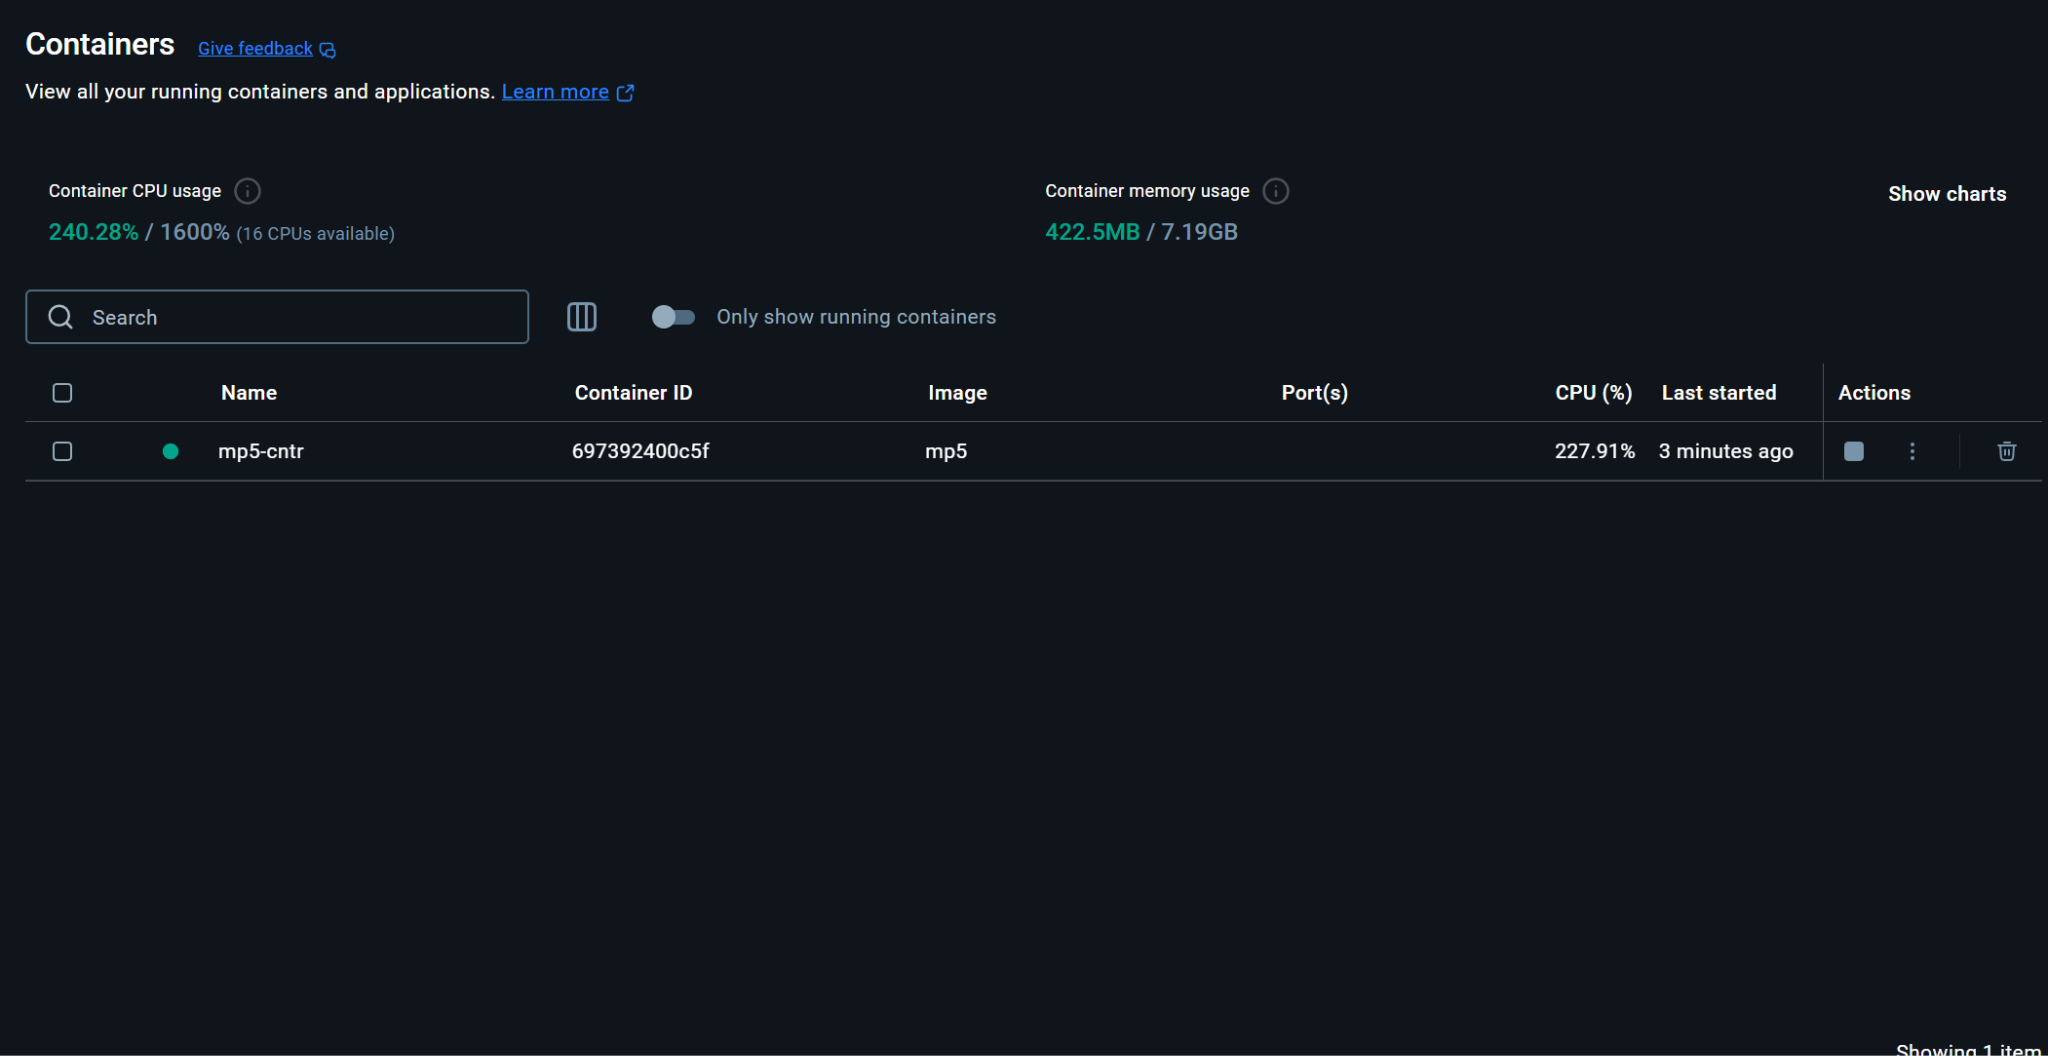 Containers Give feedback
View all your running containers and applications. Learn more
Container CPU usage
240.28% / 1600% (16 CPUs available)
Container memory usage
422.5MB / 7.19GB
Show charts
Search
Only show running containers
Name Container ID Image Port(s) CPU (%) Last started Actions
mp5-cntr 697392400c5f mp5 227.91% 3 minutes ago
Showing 1 item